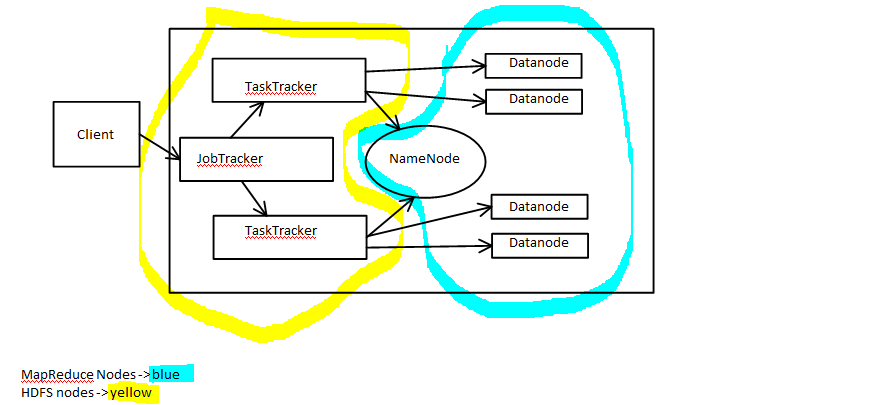 Datanode
TaskTracker
Datanode
Client
JobTracker
NameNode
Datanode
TaskTracker
Datanode
MapReduce Nodes ->blue
HDFS nodes ->yellow